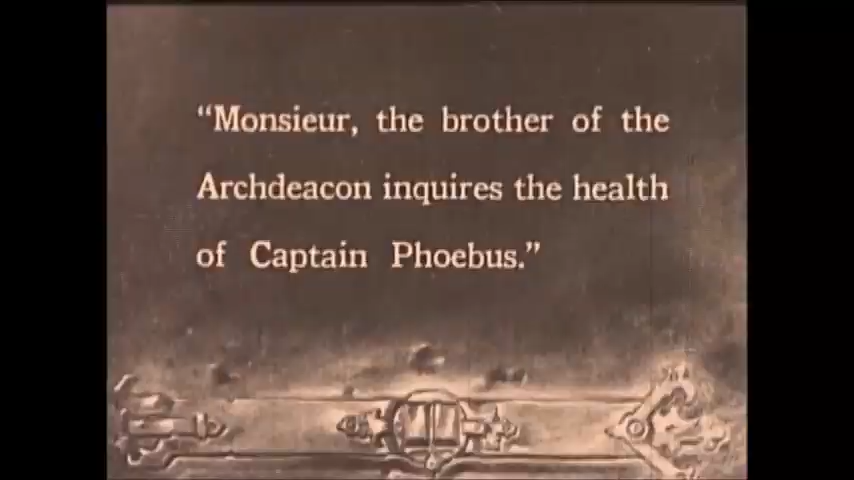 “Monsieur, the brother of the
Archdeacon inquires the health
of Captain Phoebus.”